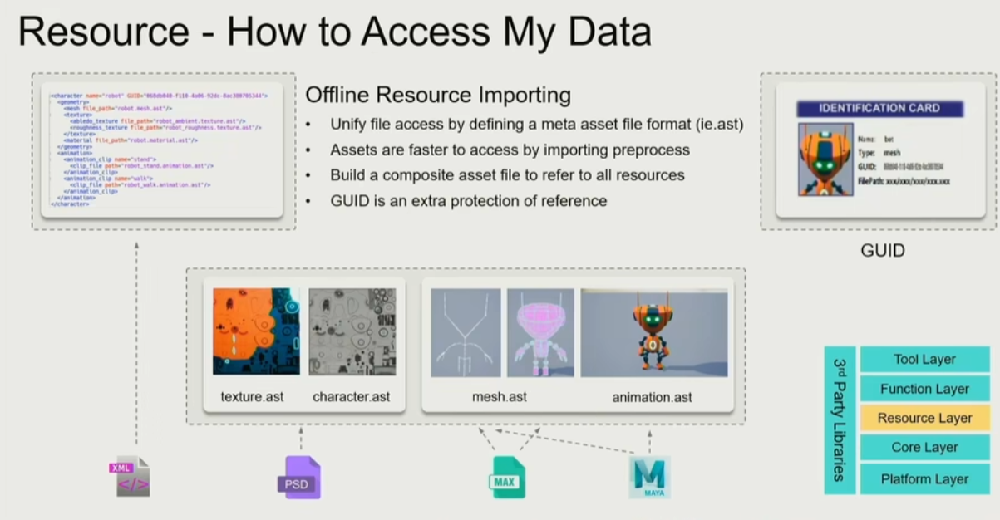 Resource - How to Access My Data
<character name="robot" GUID="068db040-f110-4a06-92dc-0ac300705344">
<geometry>
<mesh file_path="robot.mesh.ast"/>
<texture>
<abledo_texture file_path="robot_ambient.texture.ast"/>
<roughness_texture file_path="robot_roughness.texture.ast"/>
</texture>
<material file_path="robot.material.ast"/>
</geometry>
<animation>
<animation_clip name="stand">
<clip_file path="robot_stand.animation.ast"/>
</animation_clip>
<animation_clip name="walk">
<clip_file path="robot_walk.animation.ast"/>
</animation_clip>
</animation>
</character>
Offline Resource Importing
• Unify file access by defining a meta asset file format (ie.ast)
• Assets are faster to access by importing preprocess
• Build a composite asset file to refer to all resources
• GUID is an extra protection of reference
IDENTIFICATION CARD
Name: bot
Type: mesh
GUID:
FilePath: xxx/xxx/xxx/xxx.xxx
GUID
texture.ast
character.ast
mesh.ast
animation.ast
XML
</>
PSD
MAX
MAYA
3rd Party Libraries
Tool Layer
Function Layer
Resource Layer
Core Layer
Platform Layer